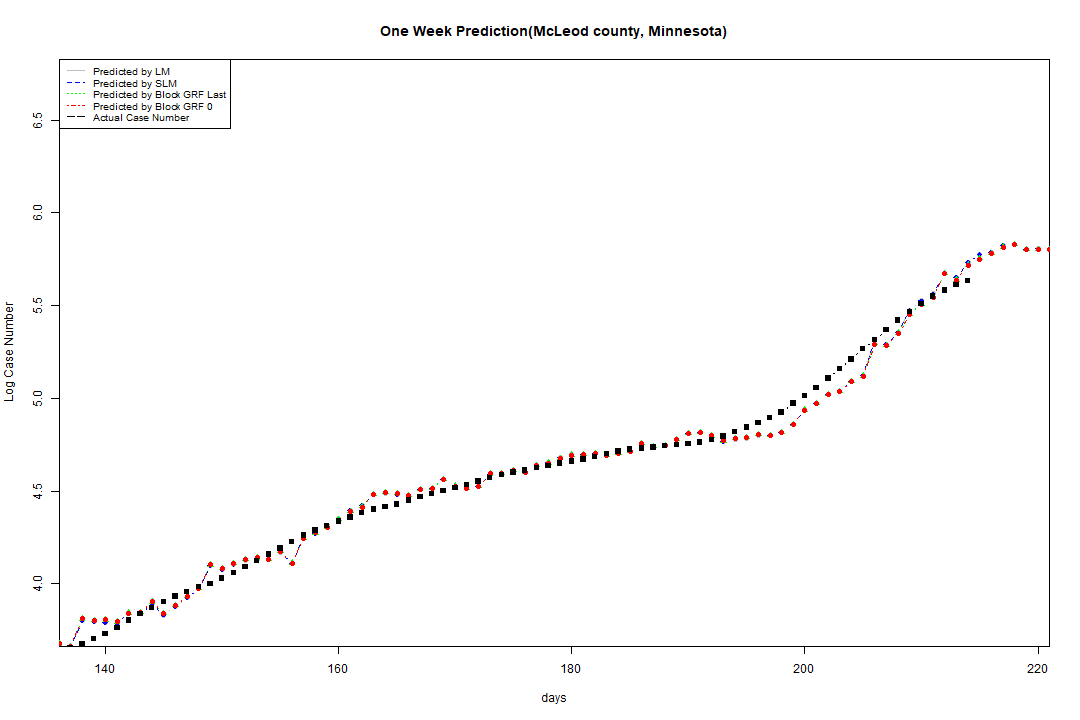 One Week Prediction(McLeod county, Minnesota)
Predicted by LM
Predicted by SLM
Predicted by Block GRF Last
Predicted by Block GRF 0
Actual Case Number
6.5
6.0
5.5
5.0
4.5
4.0
Log Case Number
140 160 180 200 220
days